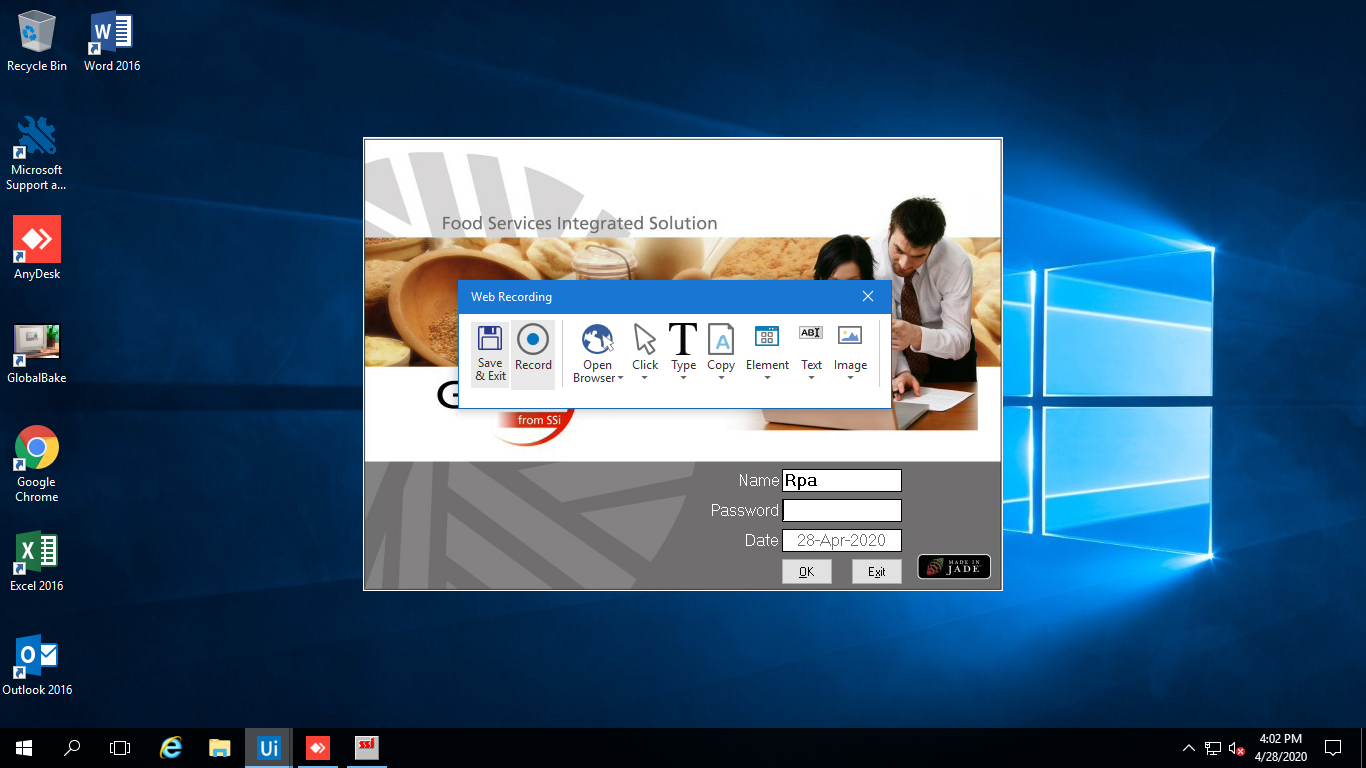 Recycle Bin
Word 2016
Microsoft
Support a...
AnyDesk
GlobalBake
Google
Chrome
Excel 2016
Outlook 2016
Food Services Integrated Solution
Web Recording
Save
& Exit
Record
Open
Browser
Click
Type
Copy
Element
Text
Image
G
from SSi
Name
Rpa
Password
Date
28-Apr-2020
OK
Exit
MADE IN
JADE
Ui
ssi
4:02 PM
4/28/2020